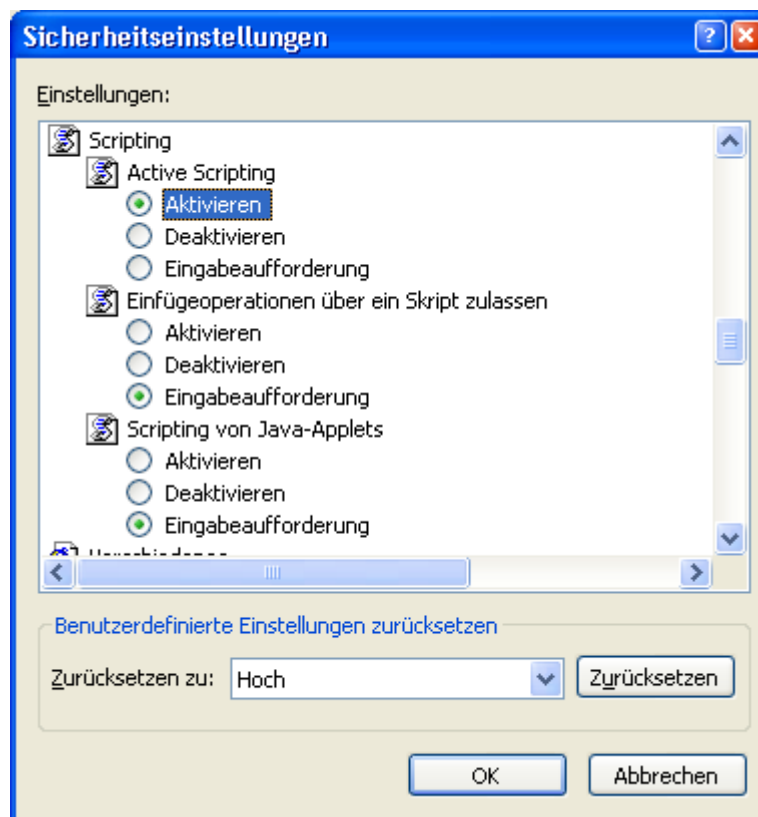 Sicherheitseinstellungen
Einstellungen:
Scripting
Active Scripting
Aktivieren
Deaktivieren
Eingabeaufforderung
Einfügeoperationen über ein Skript zulassen
Aktivieren
Deaktivieren
Eingabeaufforderung
Scripting von Java-Applets
Aktivieren
Deaktivieren
Eingabeaufforderung
Benutzerdefinierte Einstellungen zurücksetzen
Zurücksetzen zu: Hoch Zurücksetzen
OK Abbrechen